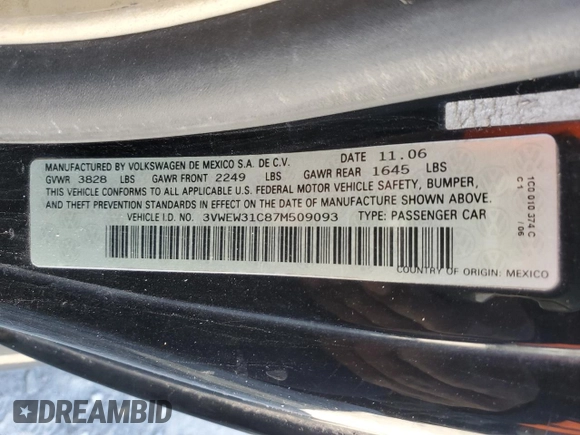 MANUFACTURED BY VOLKSWAGEN DE MEXICO S.A. DE C.V. DATE 11.06
GVWR 3828 LBS GAWR FRONT 2249 LBS GAWR REAR 1645 LBS
THIS VEHICLE CONFORMS TO ALL APPLICABLE U.S. FEDERAL MOTOR VEHICLE SAFETY, BUMPER,
AND THEFT PREVENTION STANDARDS IN EFFECT ON THE DATE OF MANUFACTURE SHOWN ABOVE.
VEHICLE I.D. NO. 3VWEW31C87M509093 TYPE: PASSENGER CAR
COUNTRY OF ORIGIN: MEXICO
1C0 010 374 C
C 1 / 06
DREAMBID